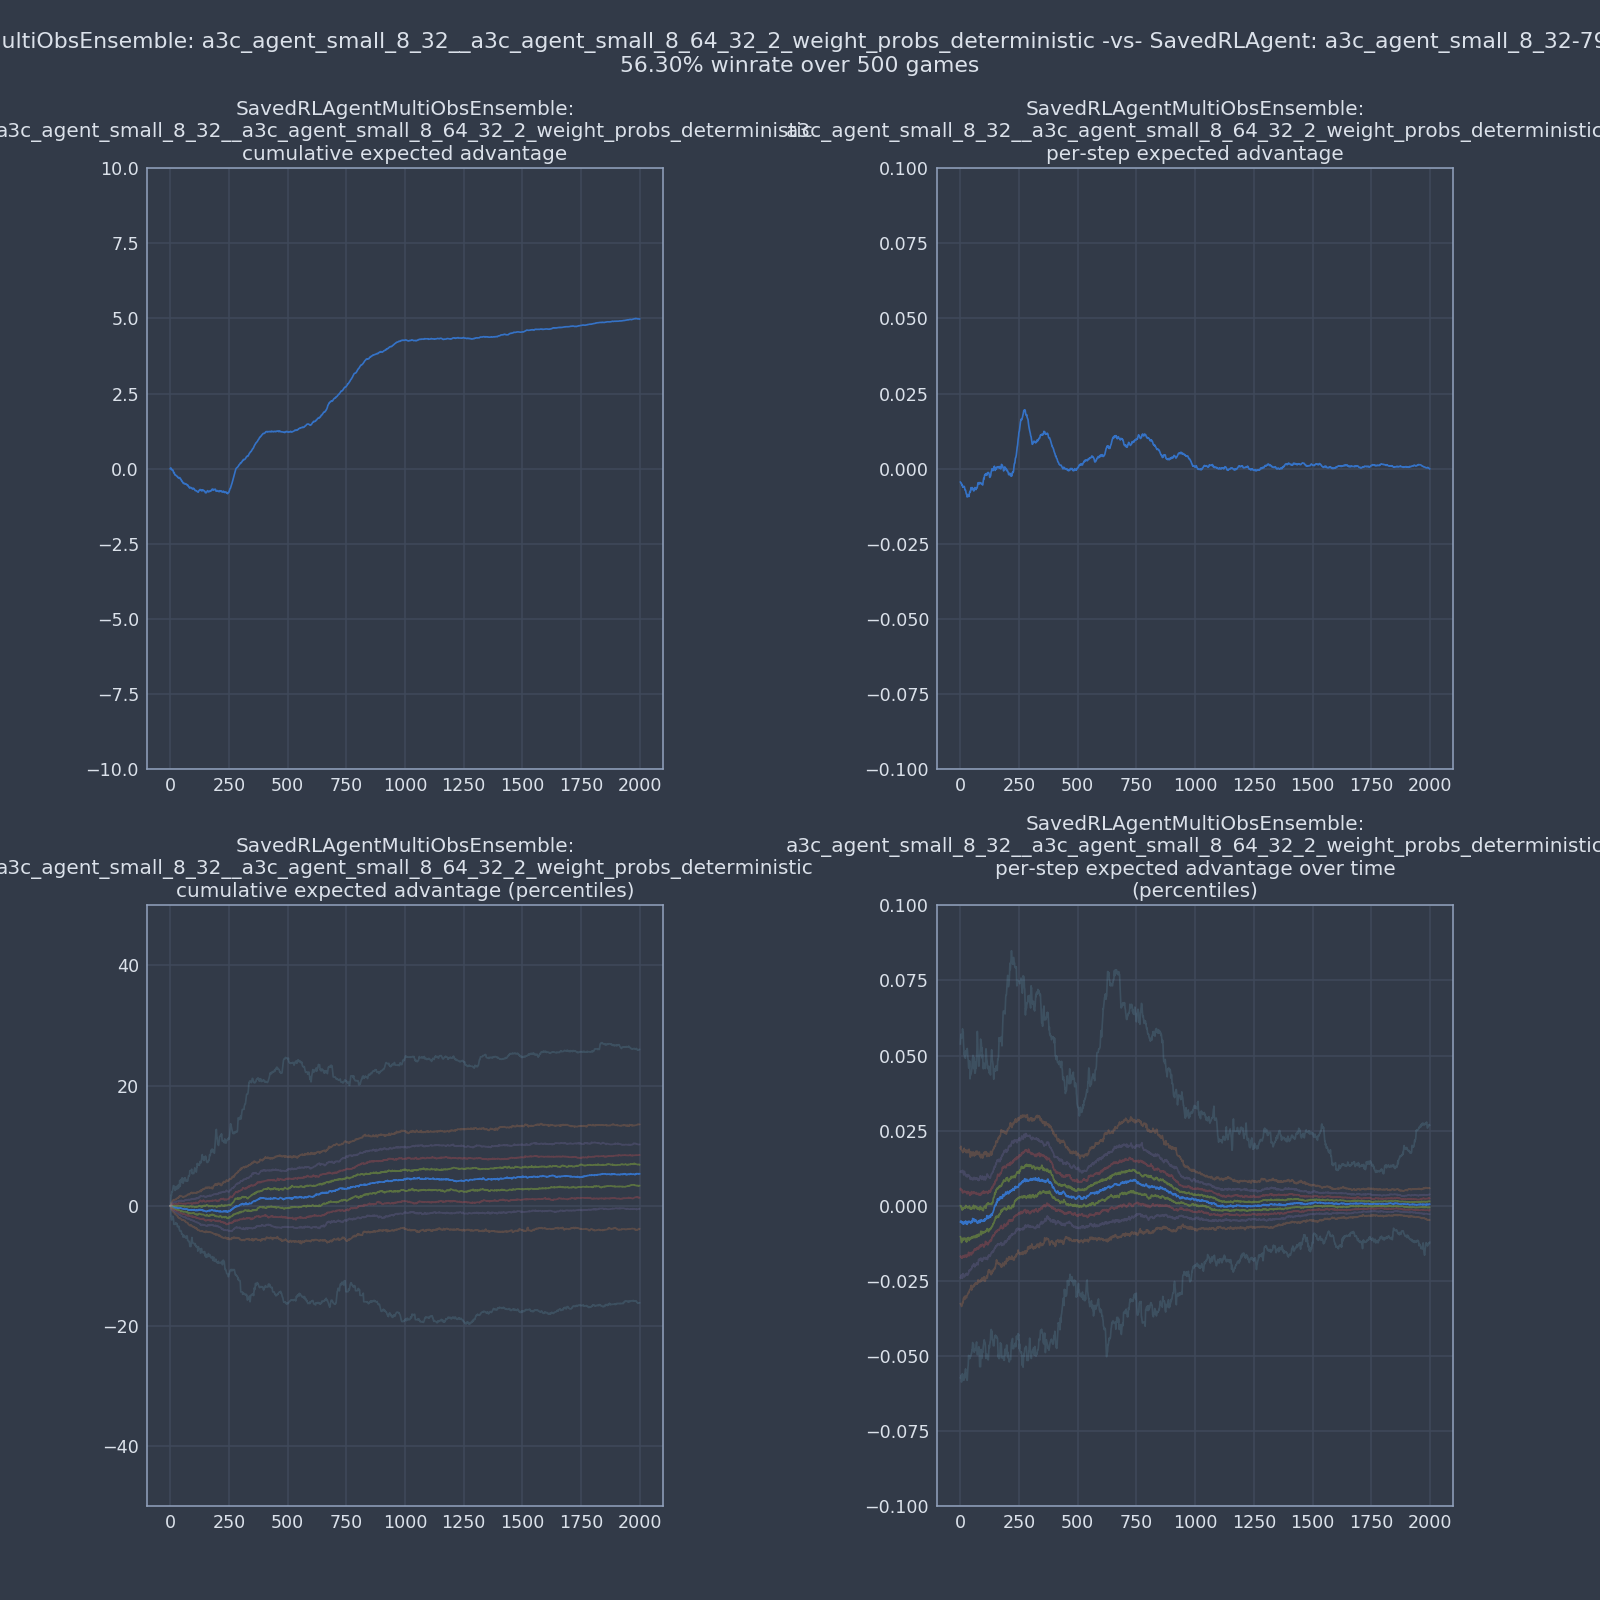 ultiObsEnsemble: a3c_agent_small_8_32__a3c_agent_small_8_64_32_2_weight_probs_deterministic -vs- SavedRLAgent: a3c_agent_small_8_32-79
56.30% winrate over 500 games
SavedRLAgentMultiObsEnsemble:
a3c_agent_small_8_32__a3c_agent_small_8_64_32_2_weight_probs_deterministic
cumulative expected advantage
10.0
7.5
5.0
2.5
0.0
−2.5
−5.0
−7.5
−10.0
0 250 500 750 1000 1250 1500 1750 2000
SavedRLAgentMultiObsEnsemble:
a3c_agent_small_8_32__a3c_agent_small_8_64_32_2_weight_probs_deterministic
per-step expected advantage
0.100
0.075
0.050
0.025
0.000
−0.025
−0.050
−0.075
−0.100
0 250 500 750 1000 1250 1500 1750 2000
SavedRLAgentMultiObsEnsemble:
a3c_agent_small_8_32__a3c_agent_small_8_64_32_2_weight_probs_deterministic
cumulative expected advantage (percentiles)
40
20
0
−20
−40
0 250 500 750 1000 1250 1500 1750 2000
SavedRLAgentMultiObsEnsemble:
a3c_agent_small_8_32__a3c_agent_small_8_64_32_2_weight_probs_deterministic
per-step expected advantage over time
(percentiles)
0.100
0.075
0.050
0.025
0.000
−0.025
−0.050
−0.075
−0.100
0 250 500 750 1000 1250 1500 1750 2000